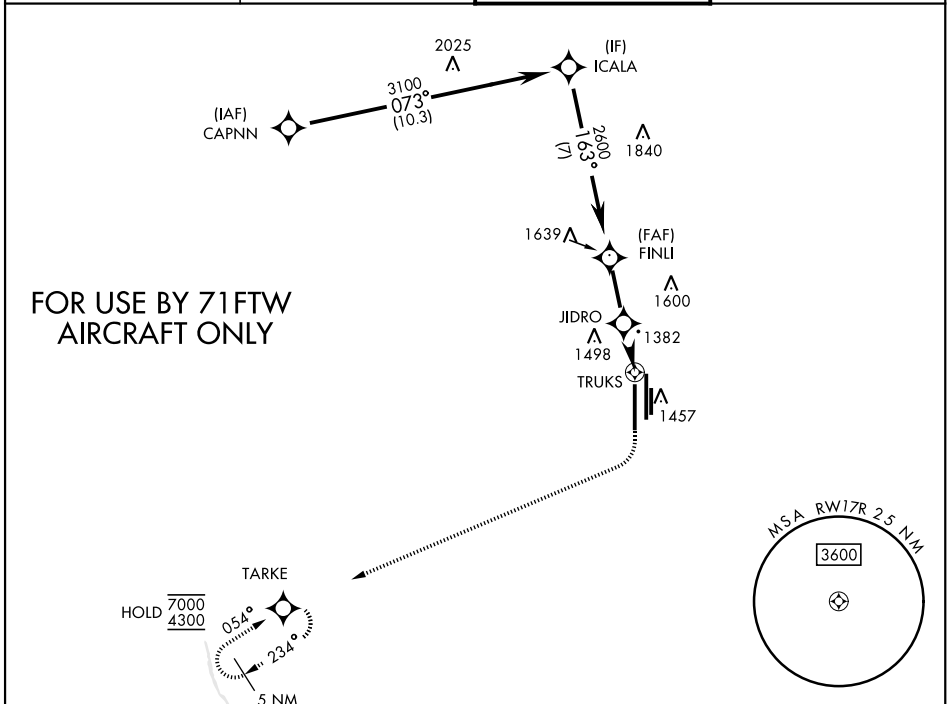 2025
(IF)
ICALA
(IAF)
CAPNN
3100
073°
(10.3)
2600
163°
(7)
1840
1639
(FAF)
FINLI
1600
FOR USE BY 71FTW
AIRCRAFT ONLY
JIDRO
1382
1498
TRUKS
1457
MSA RW17R 25 NM
3600
TARKE
HOLD 7000
4300
054°
234°
5 NM